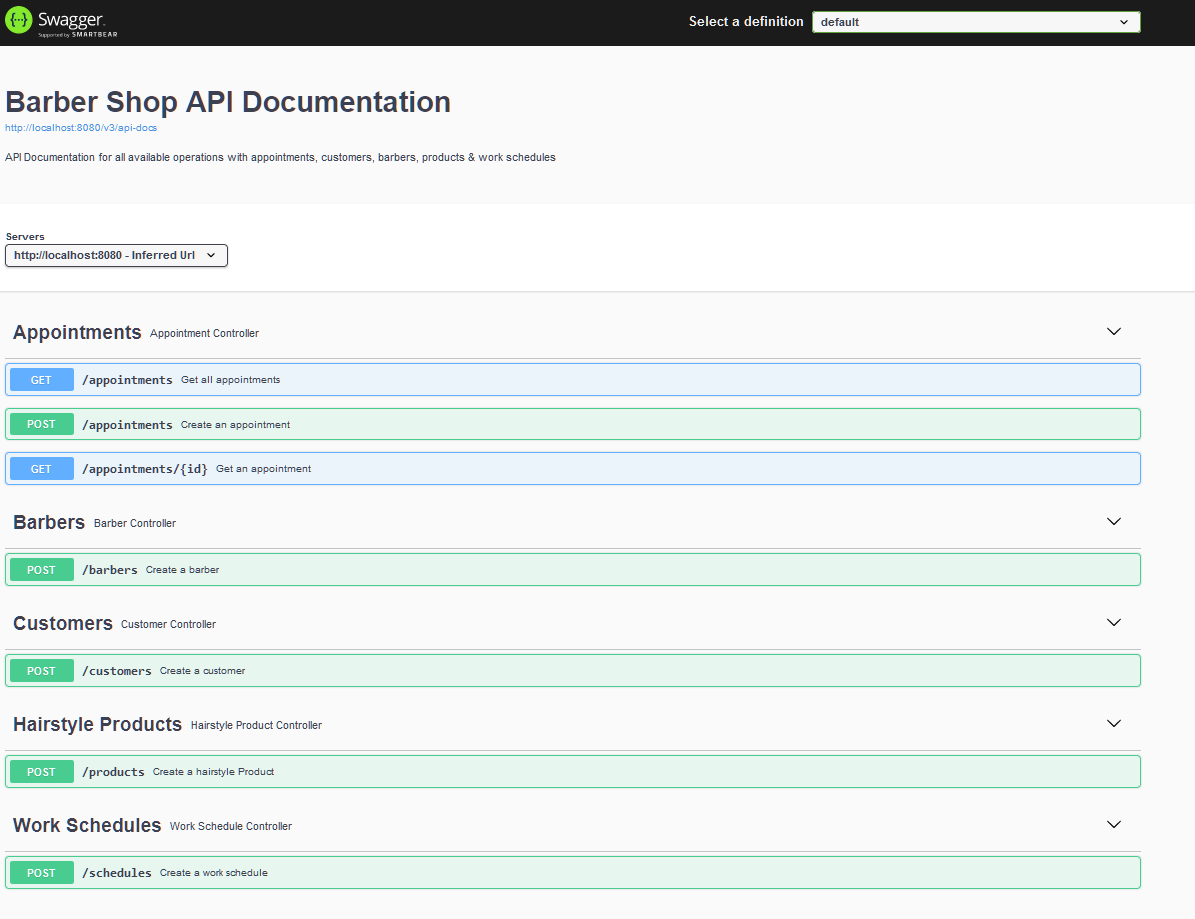 {···} Swagger.
Supported by SMARTBEAR
Select a definition default
Barber Shop API Documentation
http://localhost:8080/v3/api-docs
API Documentation for all available operations with appointments, customers, barbers, products & work schedules
Servers
http://localhost:8080 - Inferred Url
Appointments Appointment Controller
GET /appointments Get all appointments
POST /appointments Create an appointment
GET /appointments/{id} Get an appointment
Barbers Barber Controller
POST /barbers Create a barber
Customers Customer Controller
POST /customers Create a customer
Hairstyle Products Hairstyle Product Controller
POST /products Create a hairstyle Product
Work Schedules Work Schedule Controller
POST /schedules Create a work schedule